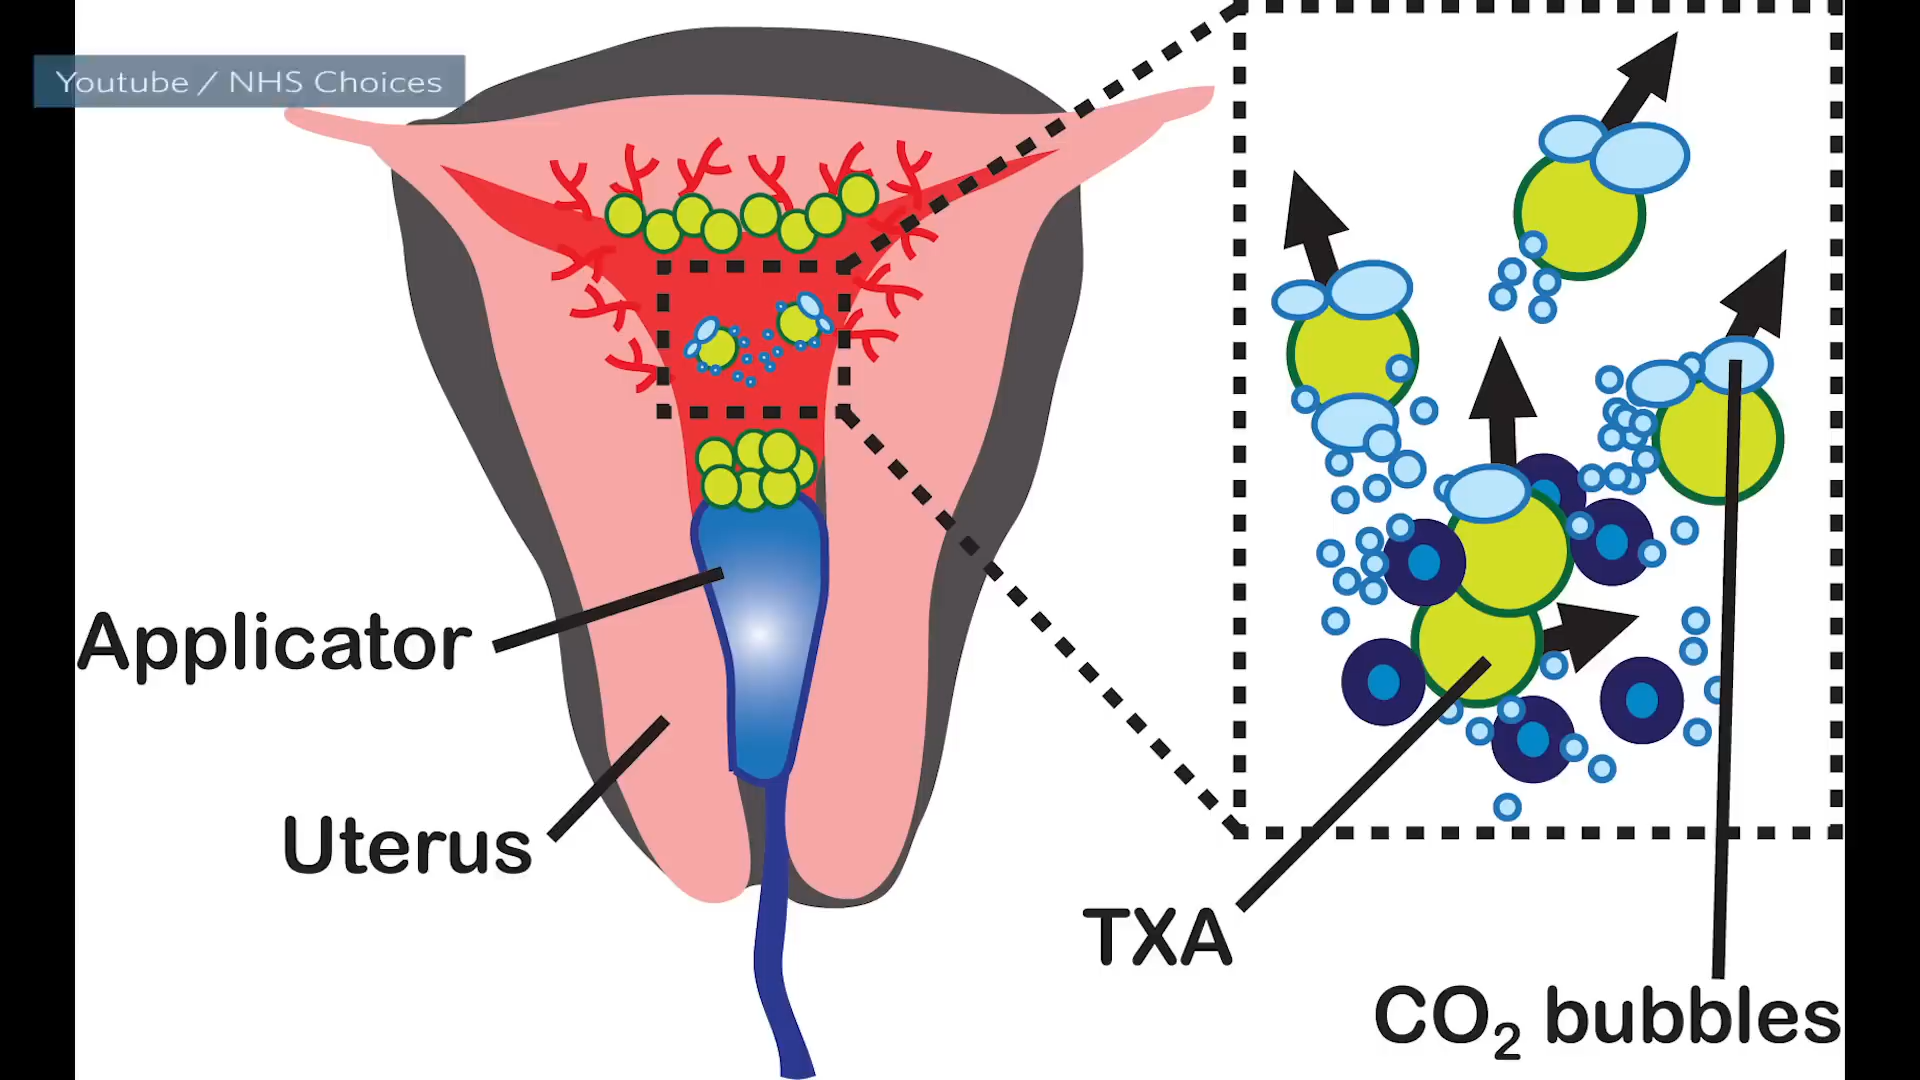 Youtube / NHS Choices
Applicator
Uterus
TXA
CO₂ bubbles